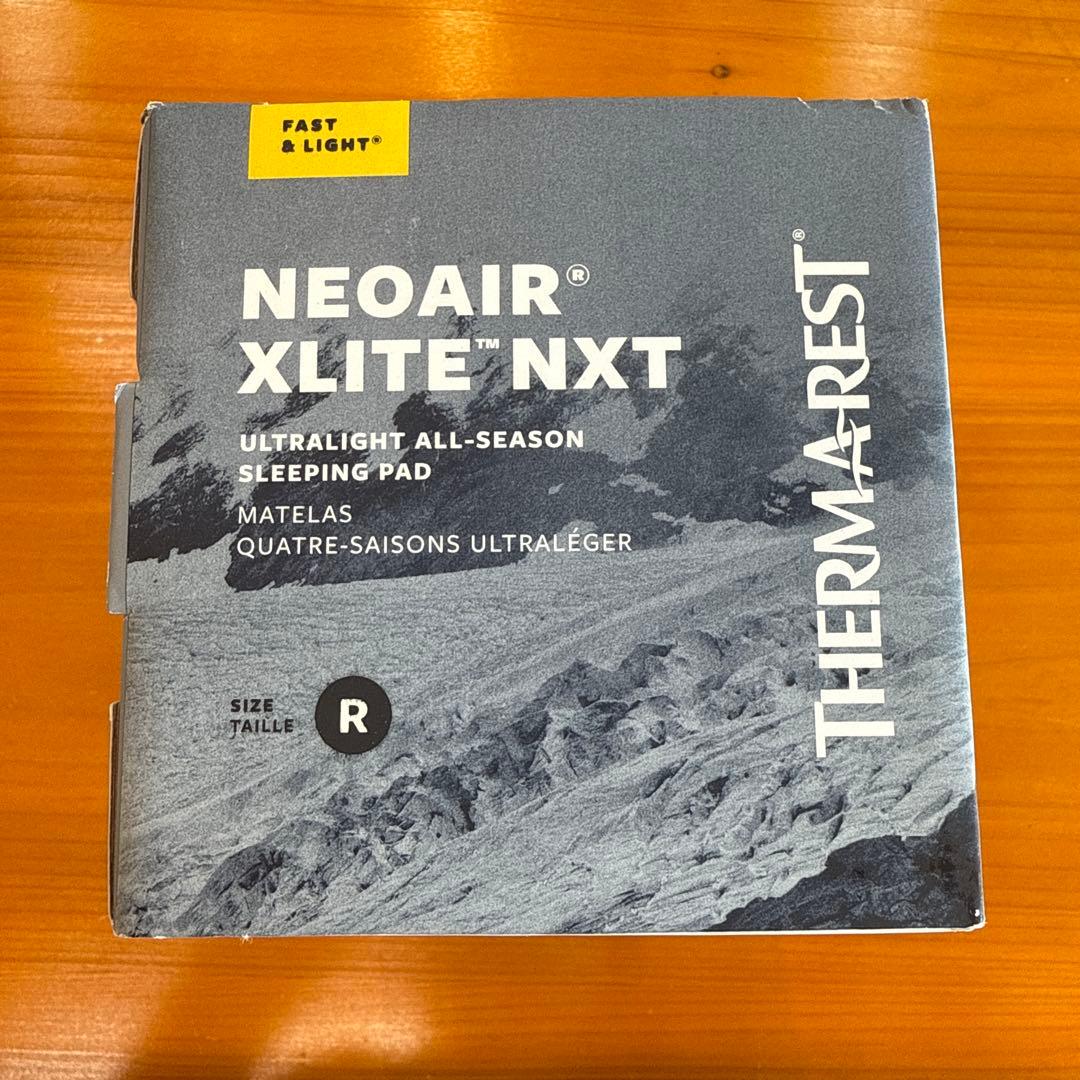 FAST
& LIGHT®
NEOAIR®
XLITE™ NXT
ULTRALIGHT ALL-SEASON
SLEEPING PAD
MATELAS
QUATRE-SAISONS ULTRALÉGER
SIZE
TAILLE
R
THERMAREST®